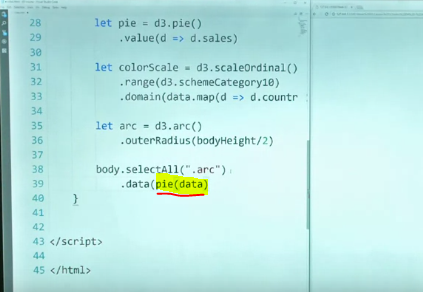 28 let pie = d3.pie()
29 .value(d => d.sales)
30
31 let colorScale = d3.scaleOrdinal()
32 .range(d3.schemeCategory10)
33 .domain(data.map(d => d.countr
34
35 let arc = d3.arc()
36 .outerRadius(bodyHeight/2)
37
38 body.selectAll(".arc")
39 .data(pie(data)
40 }
41
42
43 </script>
44
45 </html>